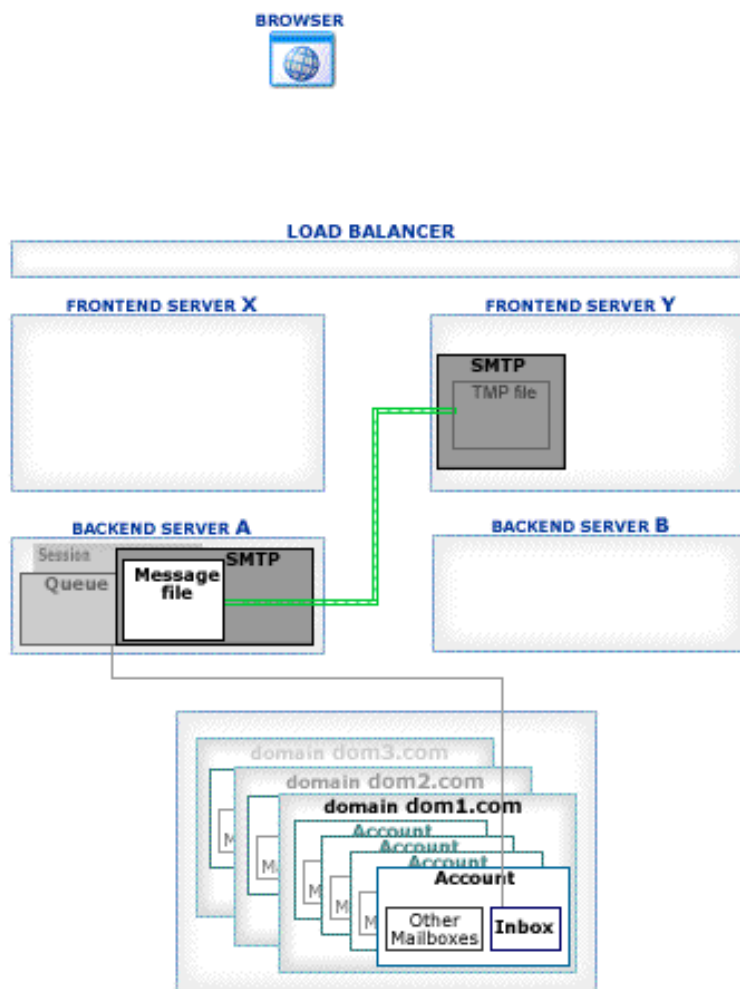 BROWSER
LOAD BALANCER
FRONTEND SERVER X
FRONTEND SERVER Y
SMTP
TMP file
BACKEND SERVER A
BACKEND SERVER B
Session
SMTP
Queue
Message
file
domain dom3.com
domain dom2.com
domain dom1.com
Account
Account
Account
Account
M
Ma
M
M
M
Other
Mailboxes
Inbox